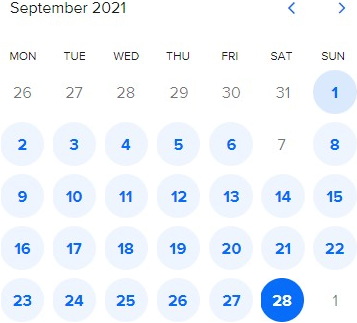 September 2021
MON TUE WED THU FRI SAT SUN
26 27 28 29 30 31 1
2 3 4 5 6 7 8
9 10 11 12 13 14 15
16 17 18 19 20 21 22
23 24 25 26 27 28 1